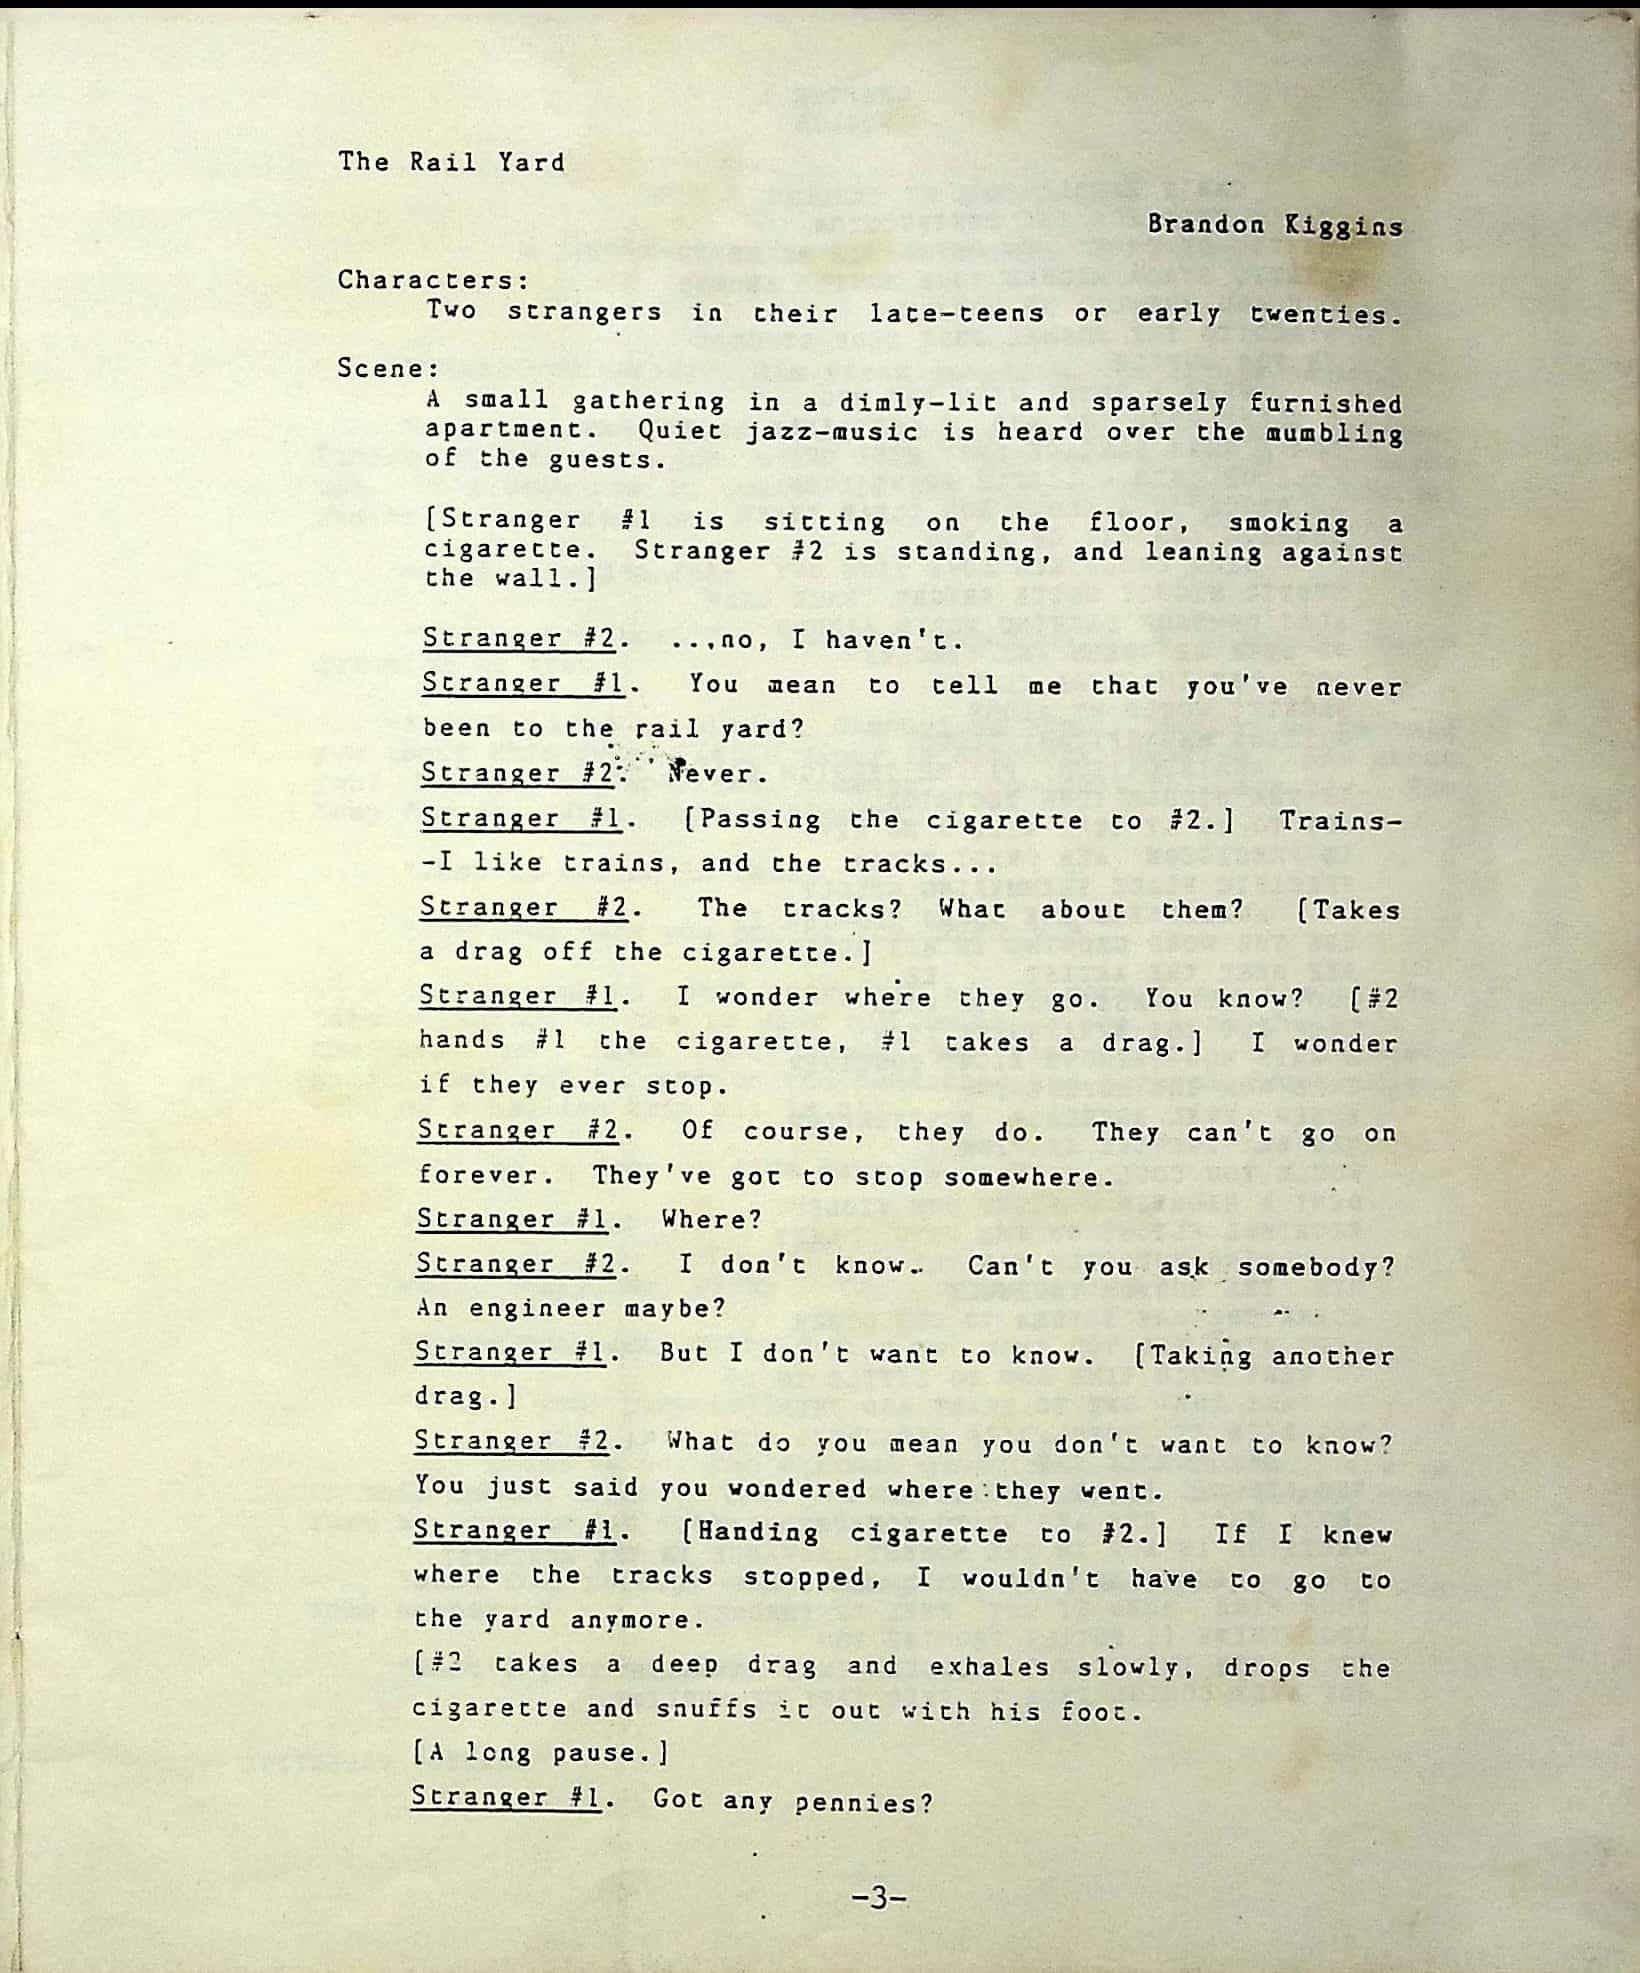 The Rail Yard
Brandon Kiggins
Characters:
Two strangers in their late-teens or early twenties.
Scene:
A small gathering in a dimly-lit and sparsely furnished
apartment. Quiet jazz-music is heard over the mumbling
of the guests.
[Stranger #1 is sitting on the floor, smoking a
cigarette. Stranger #2 is standing, and leaning against
the wall.]
Stranger #2. ...,no, I haven't.
Stranger #1. You mean to tell me that you've never
been to the rail yard?
Stranger #2. Never.
Stranger #1. [Passing the cigarette to #2.] Trains-
-I like trains, and the tracks...
Stranger #2. The tracks? What about them? [Takes
a drag off the cigarette.]
Stranger #1. I wonder where they go. You know? [#2
hands #1 the cigarette, #1 takes a drag.] I wonder
if they ever stop.
Stranger #2. Of course, they do. They can't go on
forever. They've got to stop somewhere.
Stranger #1. Where?
Stranger #2. I don't know. Can't you ask somebody?
An engineer maybe?
Stranger #1. But I don't want to know. [Taking another
drag.]
Stranger #2. What do you mean you don't want to know?
You just said you wondered where they went.
Stranger #1. [Handing cigarette to #2.] If I knew
where the tracks stopped, I wouldn't have to go to
the yard anymore.
[#2 takes a deep drag and exhales slowly, drops the
cigarette and snuffs it out with his foot.
[A long pause.]
Stranger #1. Got any pennies?
-3-